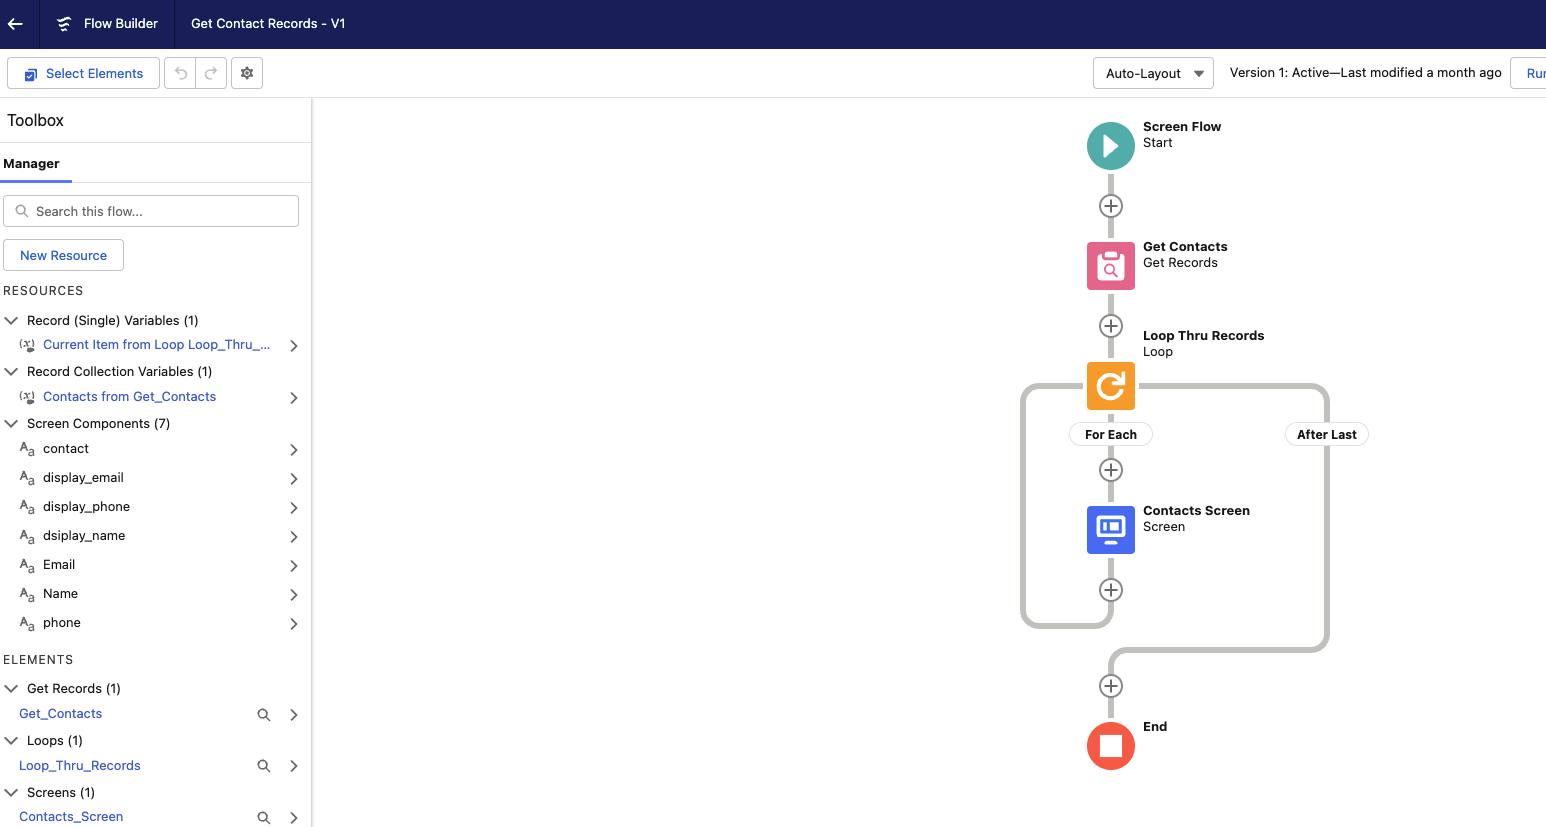 Flow Builder
Get Contact Records - V1
Select Elements
Auto-Layout
Version 1: Active—Last modified a month ago
Run
Toolbox
Manager
Search this flow...
New Resource
RESOURCES
Record (Single) Variables (1)
Current Item from Loop Loop_Thru_...
Record Collection Variables (1)
Contacts from Get_Contacts
Screen Components (7)
contact
display_email
display_phone
dsiplay_name
Email
Name
phone
ELEMENTS
Get Records (1)
Get_Contacts
Loops (1)
Loop_Thru_Records
Screens (1)
Contacts_Screen
Screen Flow
Start
Get Contacts
Get Records
Loop Thru Records
Loop
For Each
After Last
Contacts Screen
Screen
End